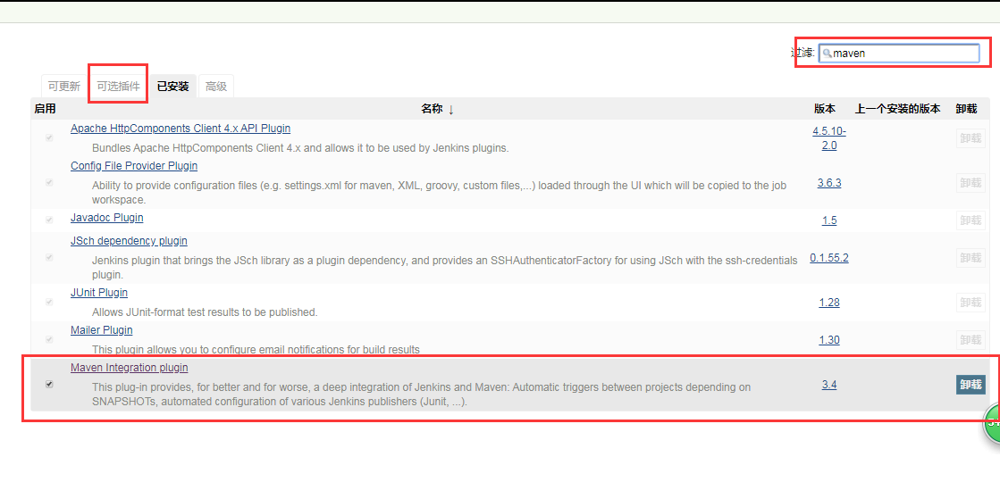 过滤: maven
可更新 可选插件 已安装 高级
启用 名称 ↓ 版本 上一个安装的版本 卸载
Apache HttpComponents Client 4.x API Plugin
Bundles Apache HttpComponents Client 4.x and allows it to be used by Jenkins plugins.
4.5.10-
2.0
卸载
Config File Provider Plugin
Ability to provide configuration files (e.g. settings.xml for maven, XML, groovy, custom files,...) loaded through the UI which will be copied to the job
workspace.
3.6.3
卸载
Javadoc Plugin
1.5
卸载
JSch dependency plugin
Jenkins plugin that brings the JSch library as a plugin dependency, and provides an SSHAuthenticatorFactory for using JSch with the ssh-credentials
plugin.
0.1.55.2
卸载
JUnit Plugin
Allows JUnit-format test results to be published.
1.28
卸载
Mailer Plugin
This plugin allows you to configure email notifications for build results
1.30
卸载
Maven Integration plugin
This plug-in provides, for better and for worse, a deep integration of Jenkins and Maven: Automatic triggers between projects depending on
SNAPSHOTs, automated configuration of various Jenkins publishers (Junit, ...).
3.4
卸载